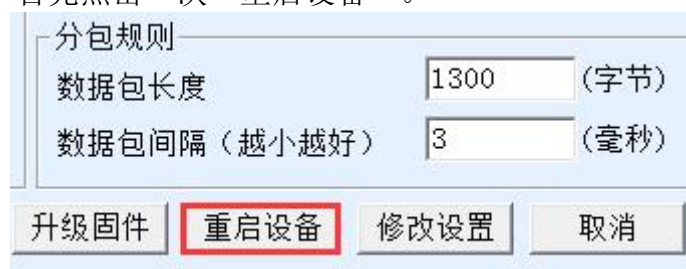 分包规则
数据包长度 1300 (字节)
数据包间隔（越小越好） 3 (毫秒)
升级固件 重启设备 修改设置 取消